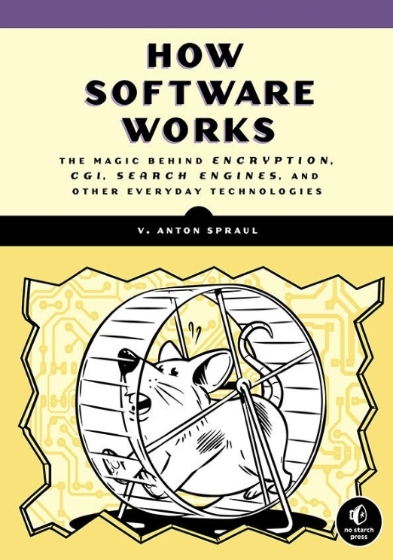 HOW
SOFTWARE
WORKS
THE MAGIC BEHIND ENCRYPTION,
CGI, SEARCH ENGINES, AND
OTHER EVERYDAY TECHNOLOGIES
V. ANTON SPRAUL
no starch
press